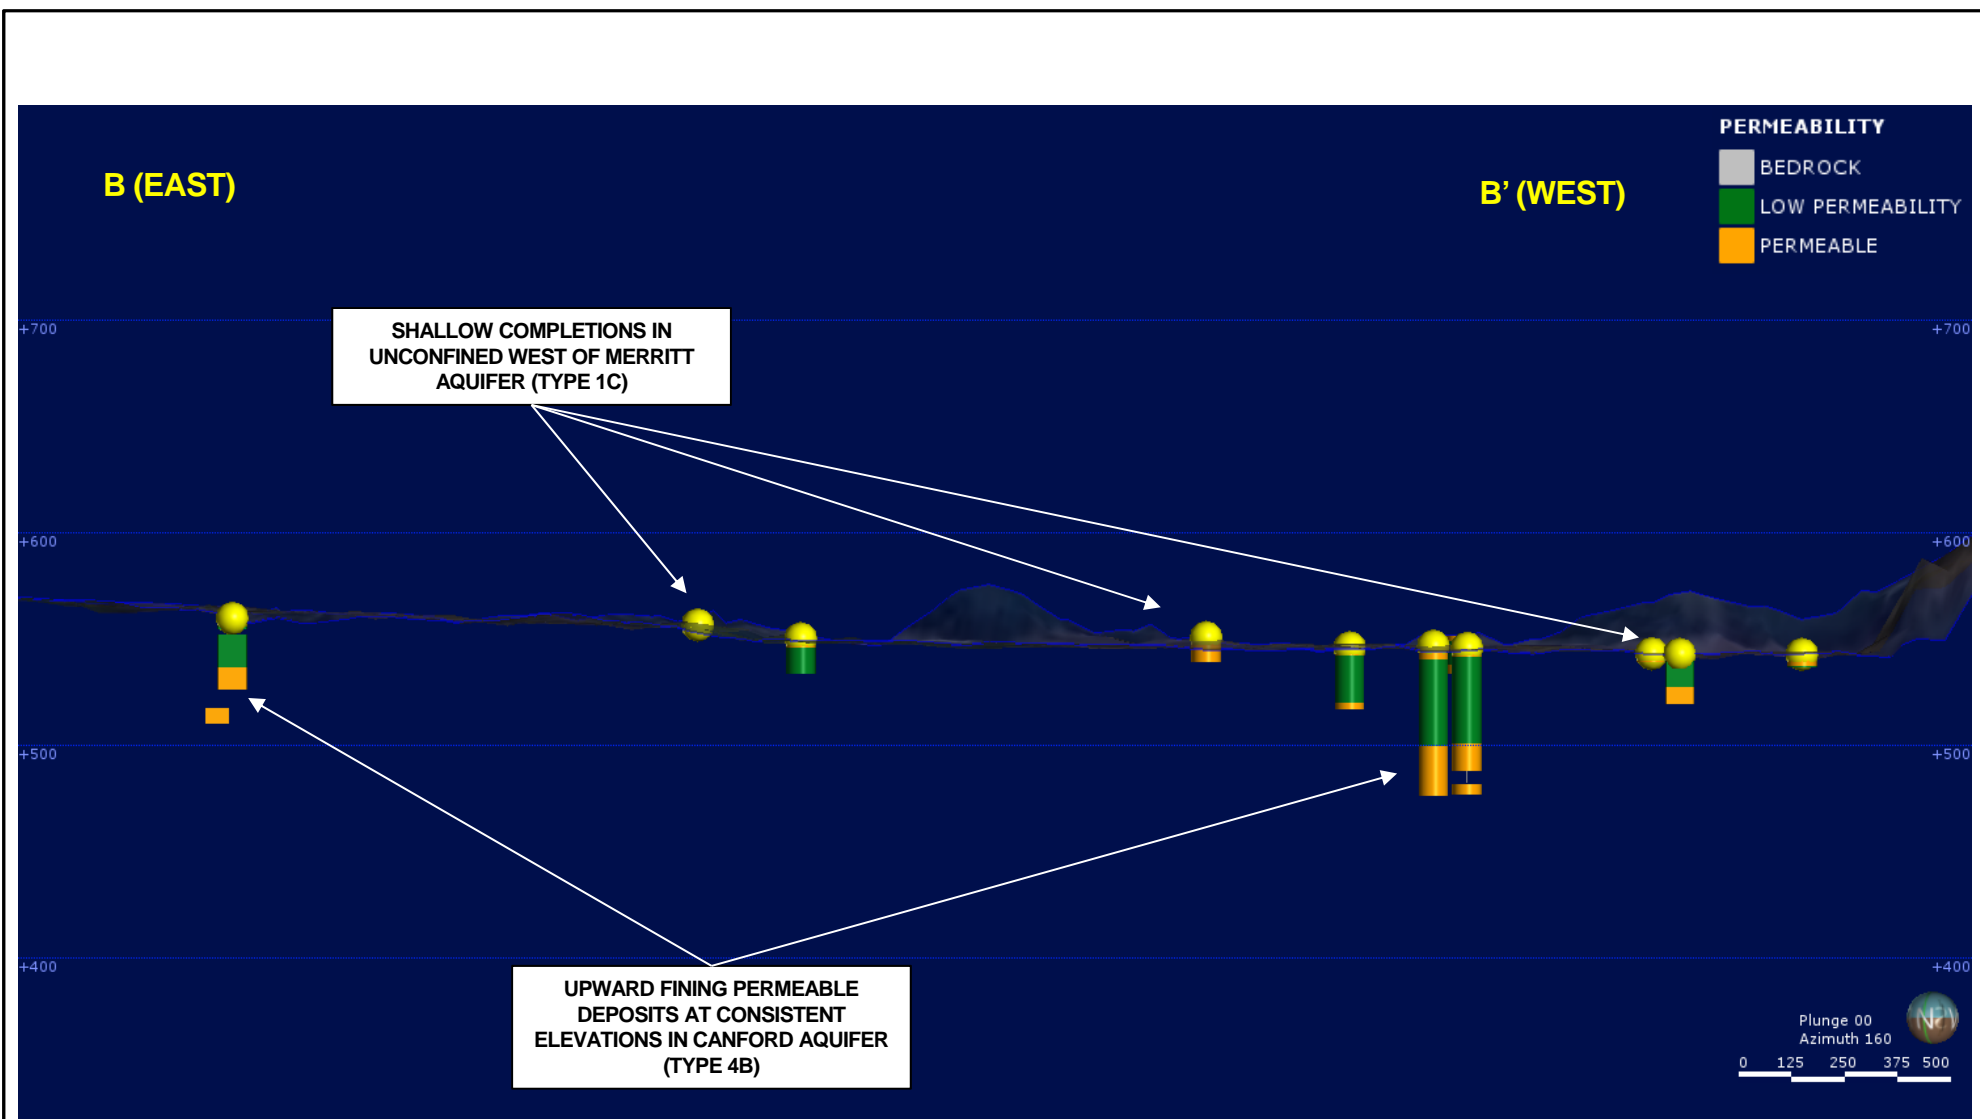 PERMEABILITY
BEDROCK
LOW PERMEABILITY
PERMEABLE
B (EAST)
B’ (WEST)
+700
+700
SHALLOW COMPLETIONS IN
UNCONFINED WEST OF MERRITT
AQUIFER (TYPE 1C)
+600
+600
+500
+500
+400
+400
UPWARD FINING PERMEABLE
DEPOSITS AT CONSISTENT
ELEVATIONS IN CANFORD AQUIFER
(TYPE 4B)
Plunge 00
Azimuth 160
0 125 250 375 500